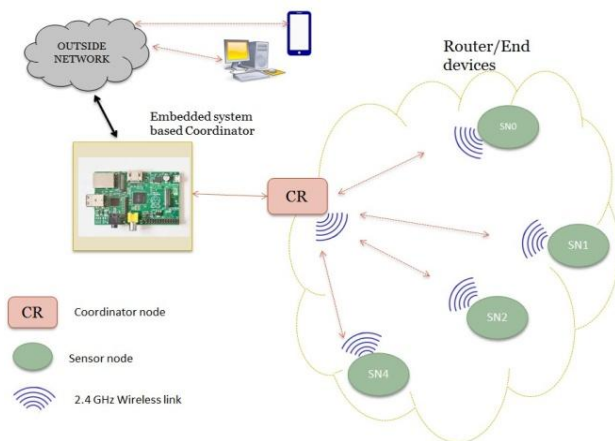 OUTSIDE
NETWORK
Router/End
devices
Embedded system
based Coordinator
SN0
CR
SN1
SN2
SN4
CR
Coordinator node
Sensor node
2.4 GHz Wireless link